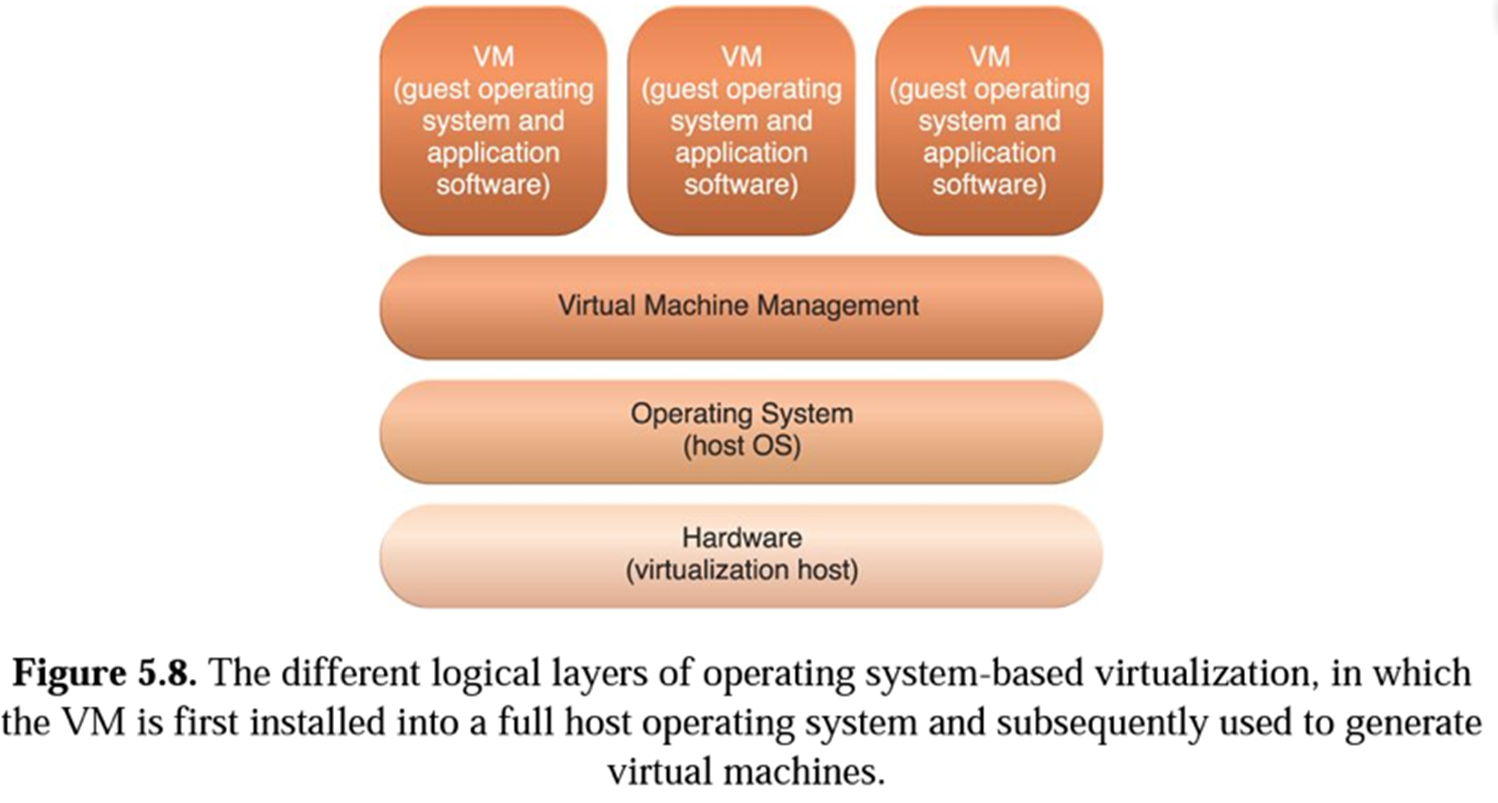 VM
(guest operating
system and
application
software)
VM
(guest operating
system and
application
software)
VM
(guest operating
system and
application
software)
Virtual Machine Management
Operating System
(host OS)
Hardware
(virtualization host)
Figure 5.8. The different logical layers of operating system-based virtualization, in which
the VM is first installed into a full host operating system and subsequently used to generate
virtual machines.